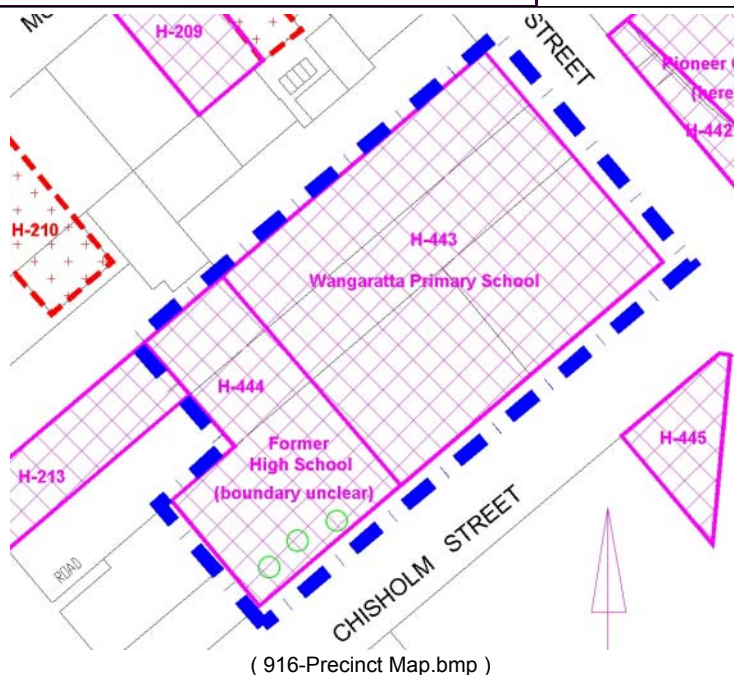 H-209
STREET
Pioneer
(here
H-442
H-210
H-443
Wangaratta Primary School
H-444
Former
High School
(boundary unclear)
H-213
H-445
ROAD
CHISHOLM STREET
( 916-Precinct Map.bmp )